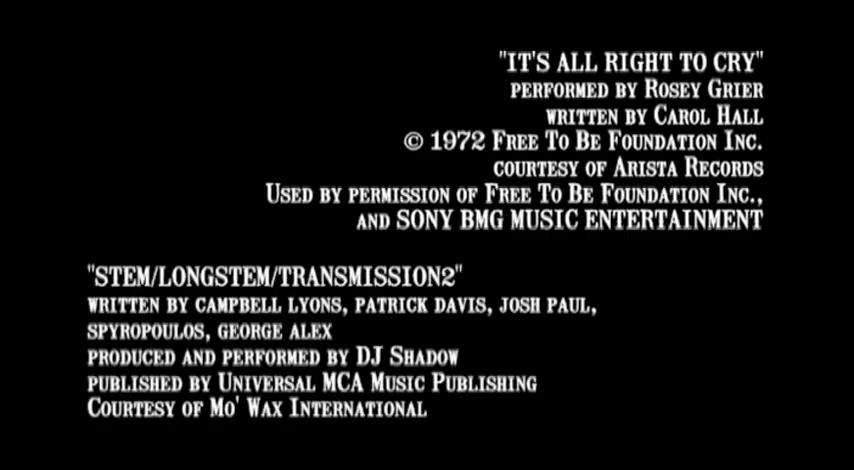 "IT'S ALL RIGHT TO CRY"
PERFORMED BY ROSEY GRIER
WRITTEN BY CAROL HALL
© 1972 FREE TO BE FOUNDATION INC.
COURTESY OF ARISTA RECORDS
USED BY PERMISSION OF FREE TO BE FOUNDATION INC.,
AND SONY BMG MUSIC ENTERTAINMENT
"STEM/LONGSTEM/TRANSMISSION2"
WRITTEN BY CAMPBELL LYONS, PATRICK DAVIS, JOSH PAUL,
SPYROPOULOS, GEORGE ALEX
PRODUCED AND PERFORMED BY DJ SHADOW
PUBLISHED BY UNIVERSAL MCA MUSIC PUBLISHING
COURTESY OF MO' WAX INTERNATIONAL